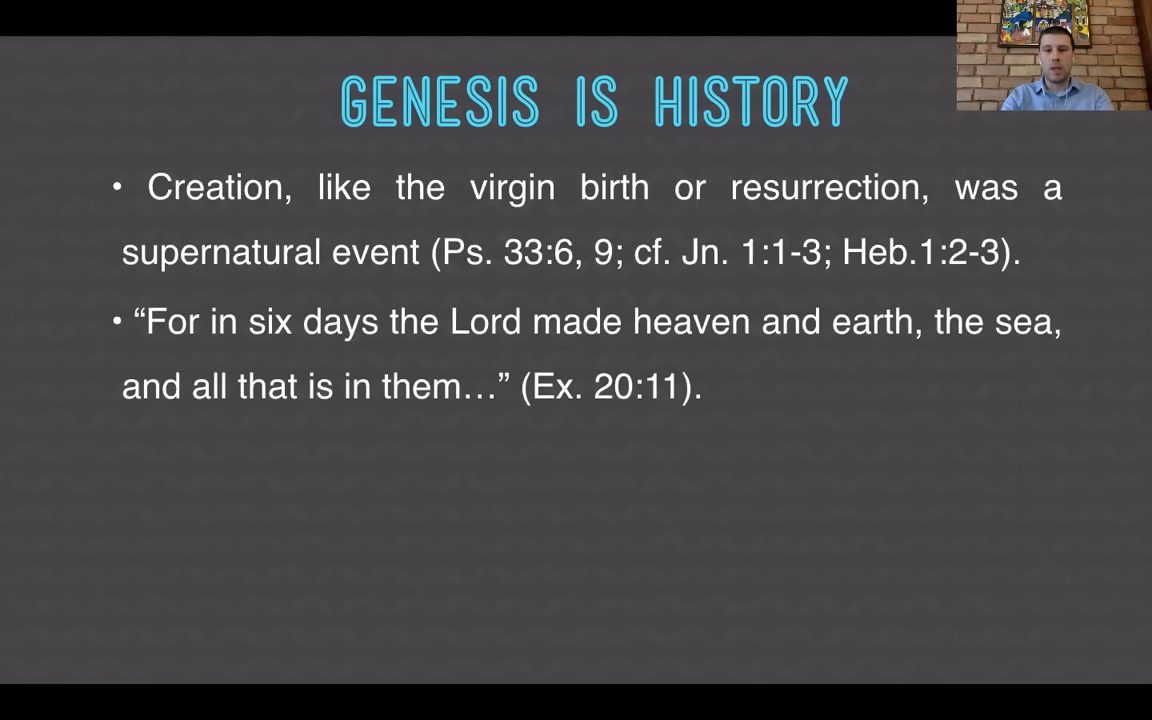 GENESIS IS HISTORY
• Creation, like the virgin birth or resurrection, was a
supernatural event (Ps. 33:6, 9; cf. Jn. 1:1-3; Heb.1:2-3).
• “For in six days the Lord made heaven and earth, the sea,
and all that is in them…” (Ex. 20:11).